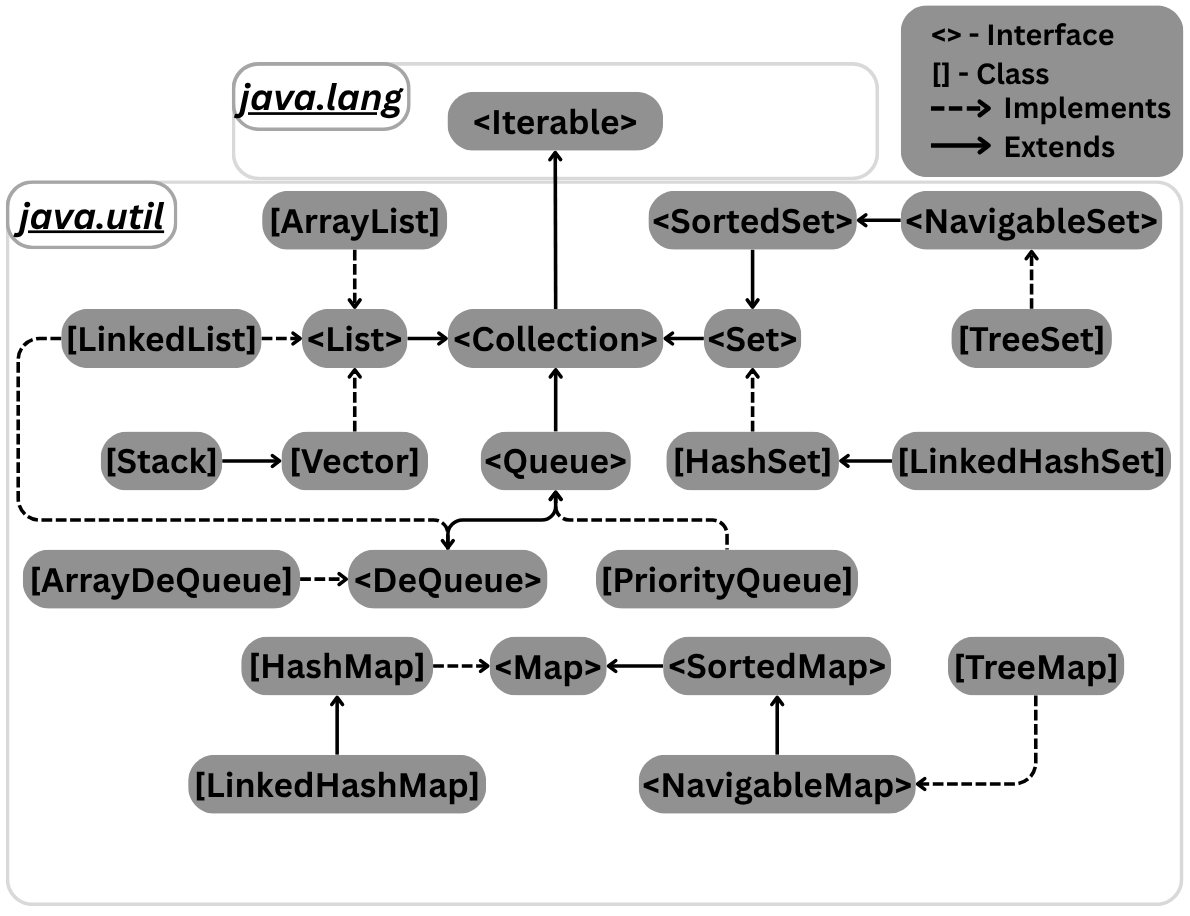 <> - Interface
[] - Class
Implements
Extends
java.lang
<Iterable>
java.util
[ArrayList]
<SortedSet>
<NavigableSet>
[LinkedList]
<List>
<Collection>
<Set>
[TreeSet]
[Stack]
[Vector]
<Queue>
[HashSet]
[LinkedHashSet]
[ArrayDeQueue]
<DeQueue>
[PriorityQueue]
[HashMap]
<Map>
<SortedMap>
[TreeMap]
[LinkedHashMap]
<NavigableMap>